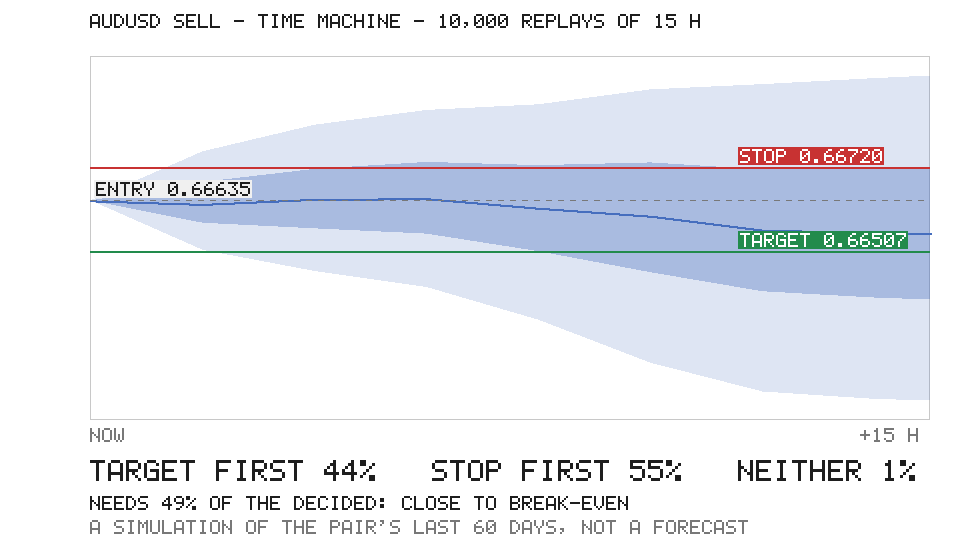 AUDUSD SELL – TIME MACHINE – 10,000 REPLAYS OF 15 H
STOP 0.66720
ENTRY 0.66635
TARGET 0.66507
NOW +15 H
TARGET FIRST 44% STOP FIRST 55% NEITHER 1%
NEEDS 49% OF THE DECIDED: CLOSE TO BREAK-EVEN
A SIMULATION OF THE PAIR'S LAST 60 DAYS, NOT A FORECAST